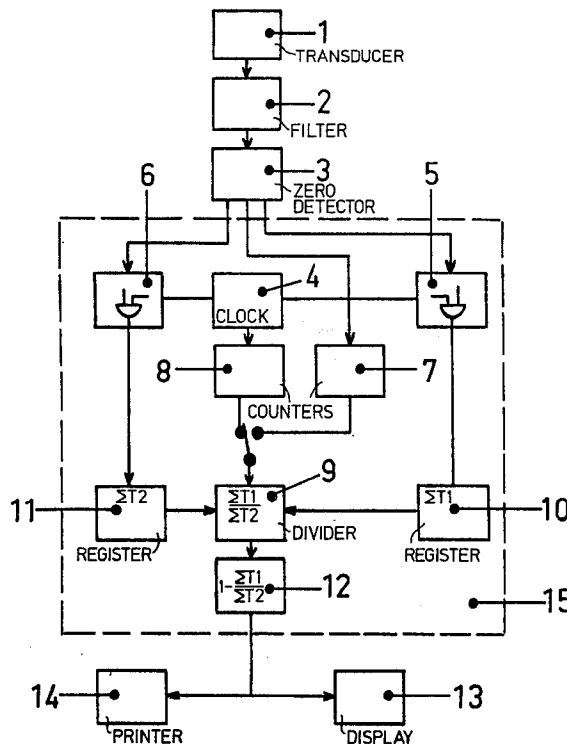 1
TRANSDUCER
2
FILTER
3
ZERO
DETECTOR
6
5
4
CLOCK
8
7
COUNTERS
9
11
ΣT2
REGISTER
ΣT1
ΣT2
DIVIDER
ΣT1
10
REGISTER
1-ΣT1
ΣT2
12
15
14
PRINTER
13
DISPLAY